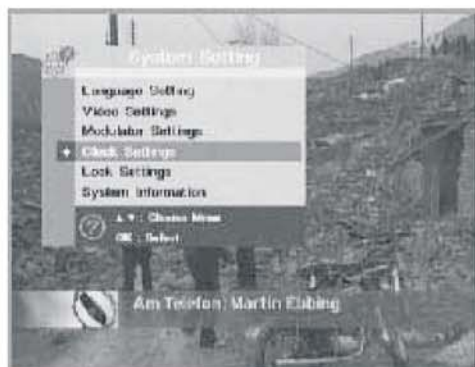 System Setting
Language Setting
Video Settings
Modulator Settings
Clock Settings
Lock Settings
System Information
▲▼ : Choose Menu
OK : Select
Am Telefon: Martin Ebbing